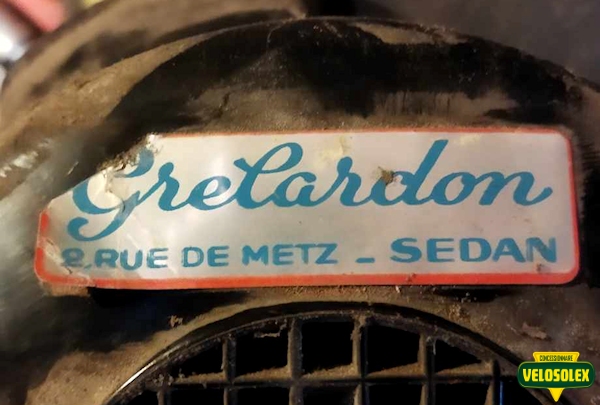 Grelardon
2.RUE DE METZ - SEDAN
CONCESSIONNAIRE
VELOSOLEX